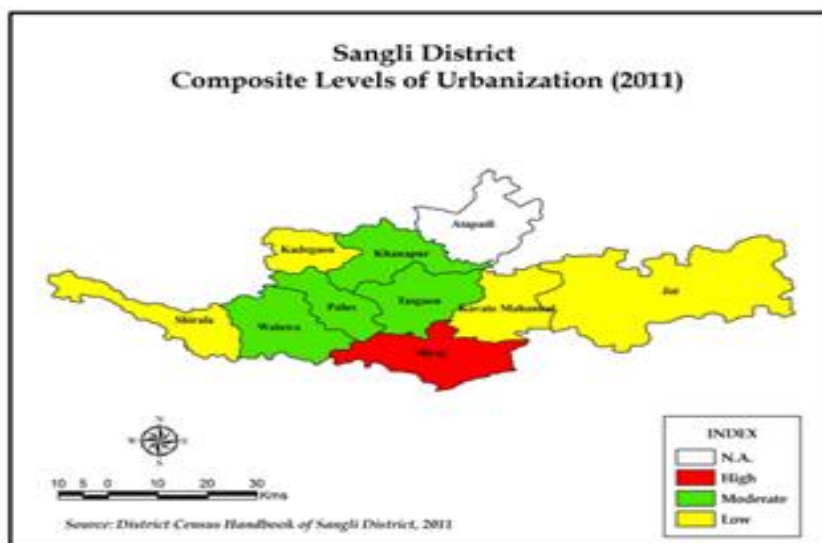 Sangli District
Composite Levels of Urbanization (2011)
Atapadi
Kadegaon
Khanapur
Jat
Tasgaon
Palus
Kavate Mahankal
Shirala
Walawa
Miraj
N
W
E
S
INDEX
N.A.
High
Moderate
Low
10 5 0 10 20 30
Kms
Source: District Census Handbook of Sangli District, 2011